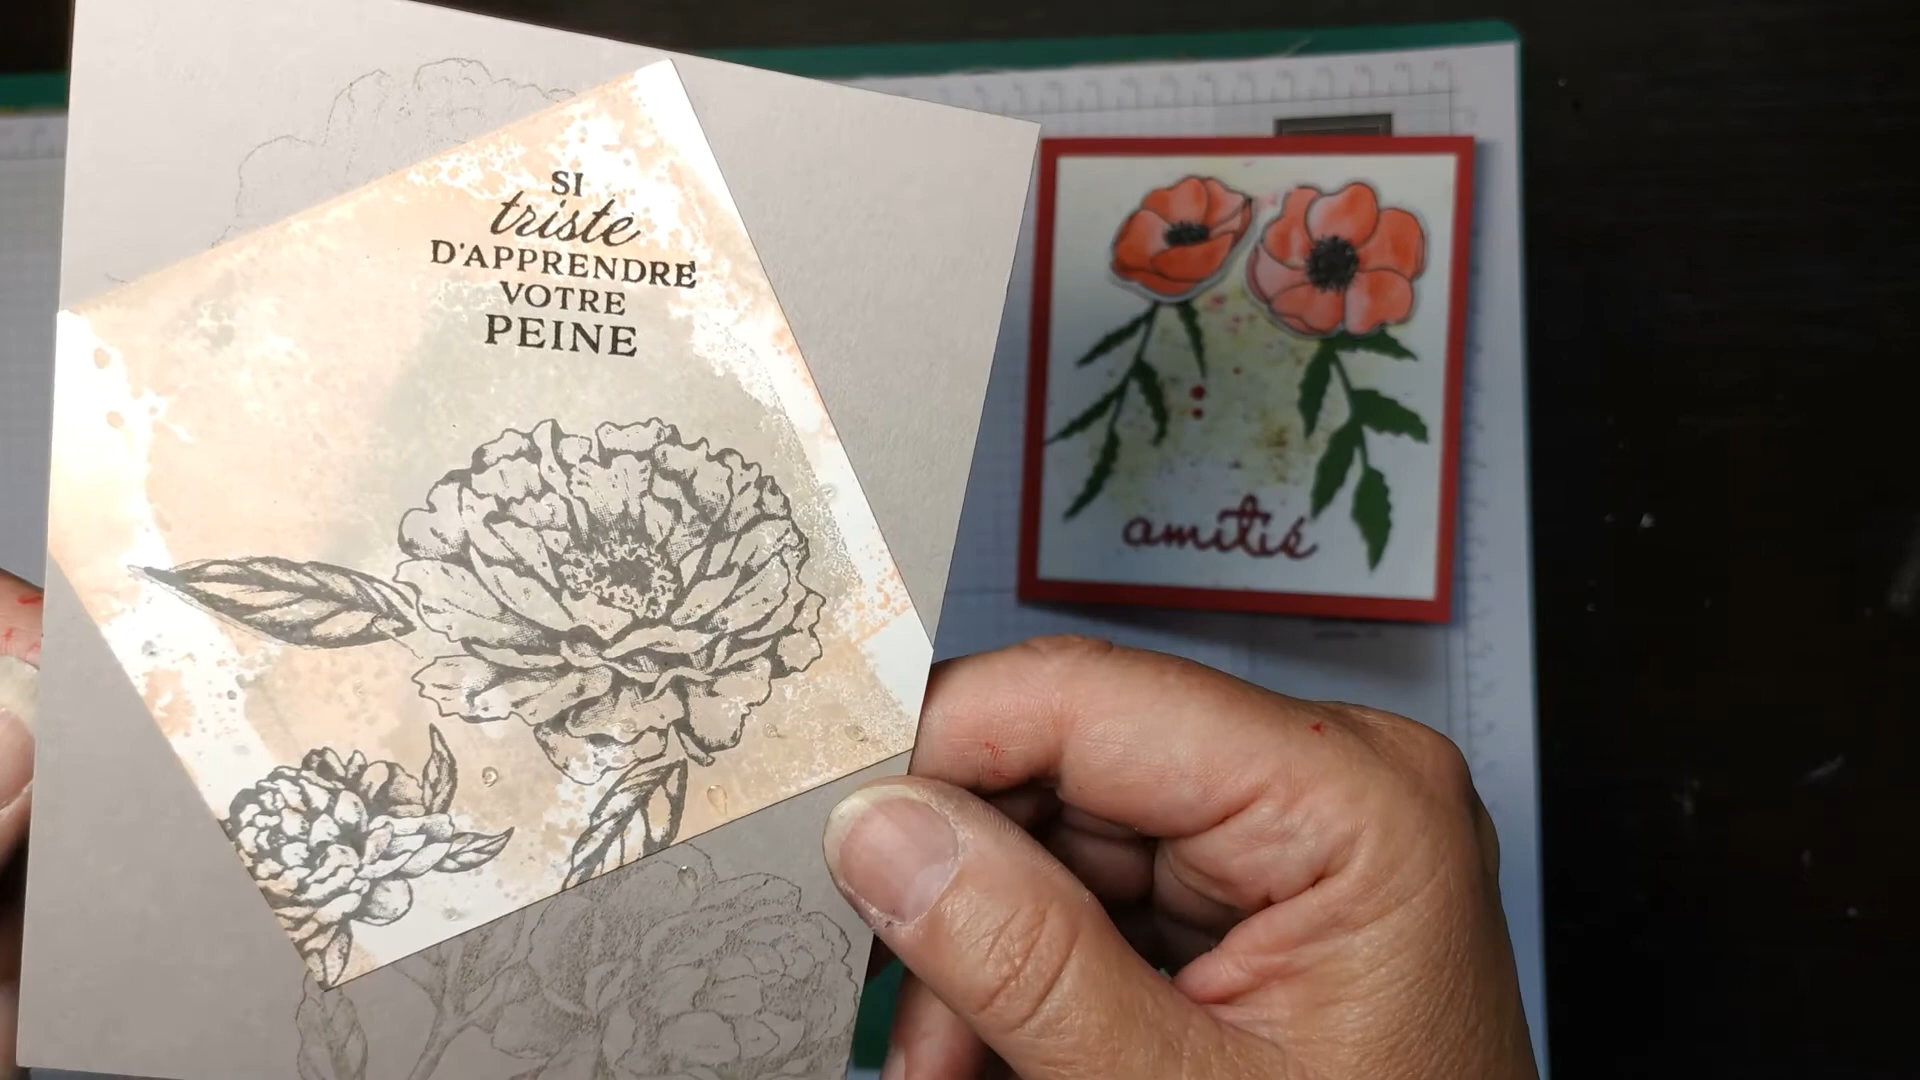 SI
triste
D'APPRENDRE
VOTRE
PEINE
amitié